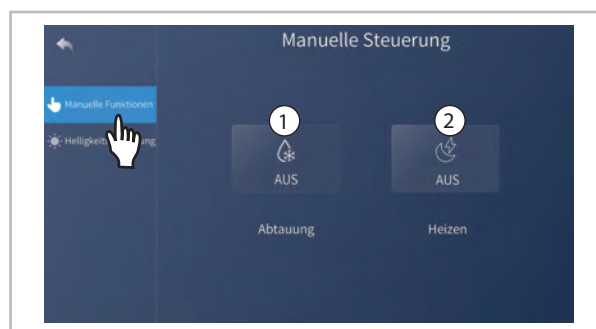 Manuelle Steuerung
Manuelle Funktionen
1
2
AUS
AUS
Abtauung
Heizen